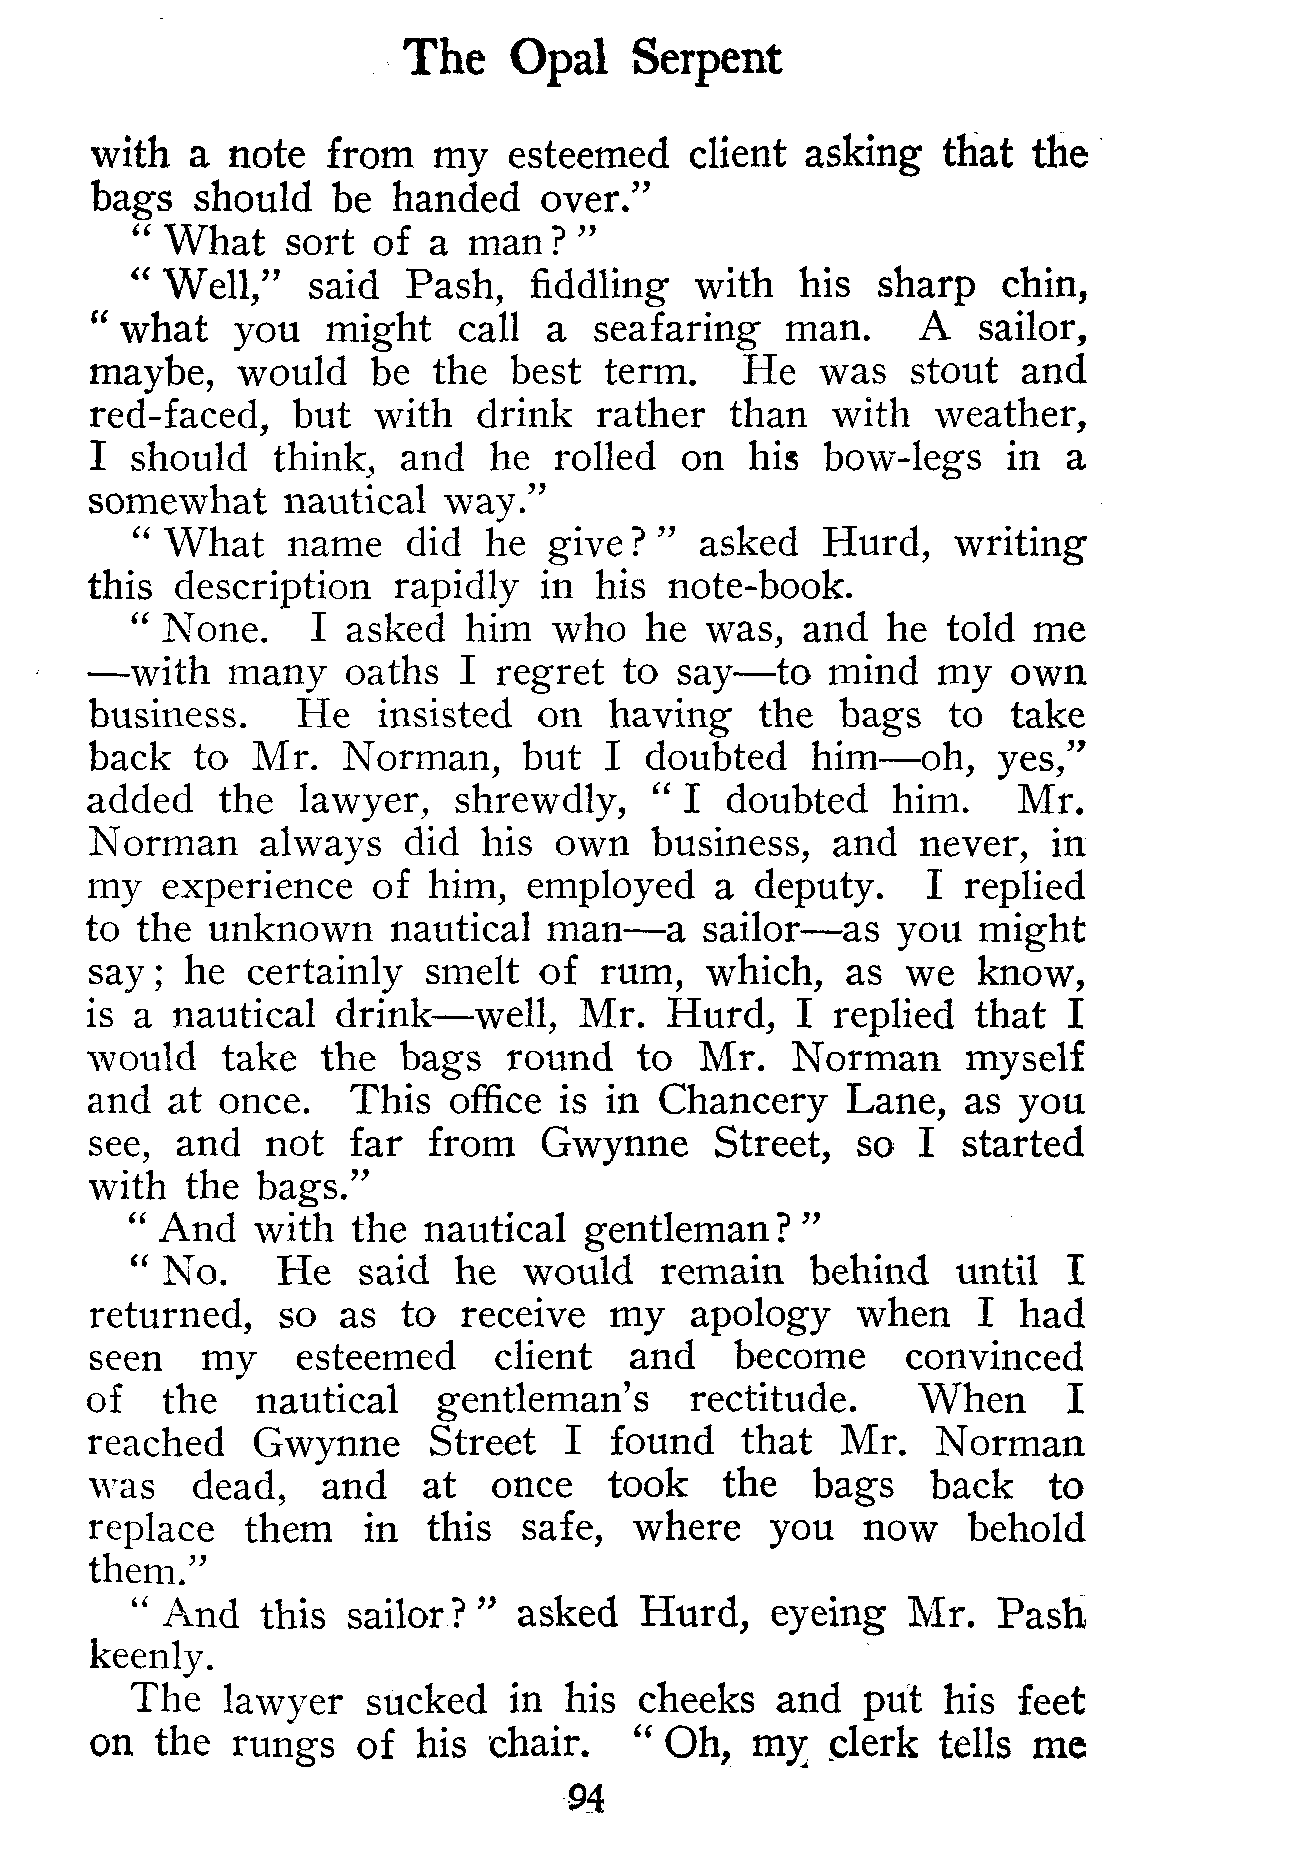 The Opal Serpent
with a note from my esteemed client asking that the
bags should be handed over."
" What sort of a man? "
" Well," said Pash, fiddling with his sharp chin,
" what you might call a seafaring man. A sailor,
maybe, would be the best term. He was stout and
red-faced, but with drink rather than with weather,
I should think, and he rolled on his bow-legs in a
somewhat nautical way."
" What name did he give? " asked Hurd, writing
this description rapidly in his note-book.
" None. I asked him who he was, and he told me
—with many oaths I regret to say—to mind my own
business. He insisted on having the bags to take
back to Mr. Norman, but I doubted him—oh, yes,"
added the lawyer, shrewdly, " I doubted him. Mr.
Norman always did his own business, and never, in
my experience of him, employed a deputy. I replied
to the unknown nautical man—a sailor—as you might
say; he certainly smelt of rum, which, as we know,
is a nautical drink—well, Mr. Hurd, I replied that I
would take the bags round to Mr. Norman myself
and at once. This office is in Chancery Lane, as you
see, and not far from Gwynne Street, so I started
with the bags."
" And with the nautical gentleman? "
" No. He said he would remain behind until I
returned, so as to receive my apology when I had
seen my esteemed client and become convinced
of the nautical gentleman's rectitude. When I
reached Gwynne Street I found that Mr. Norman
was dead, and at once took the bags back to
replace them in this safe, where you now behold
them."
" And this sailor? " asked Hurd, eyeing Mr. Pash
keenly.
The lawyer sucked in his cheeks and put his feet
on the rungs of his chair. " Oh, my clerk tells me
94